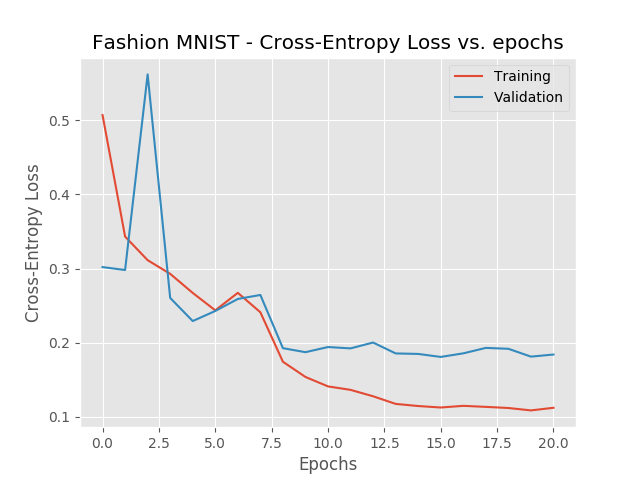 Fashion MNIST - Cross-Entropy Loss vs. epochs
Training
Validation
Cross-Entropy Loss
0.5
0.4
0.3
0.2
0.1
0.0 2.5 5.0 7.5 10.0 12.5 15.0 17.5 20.0
Epochs